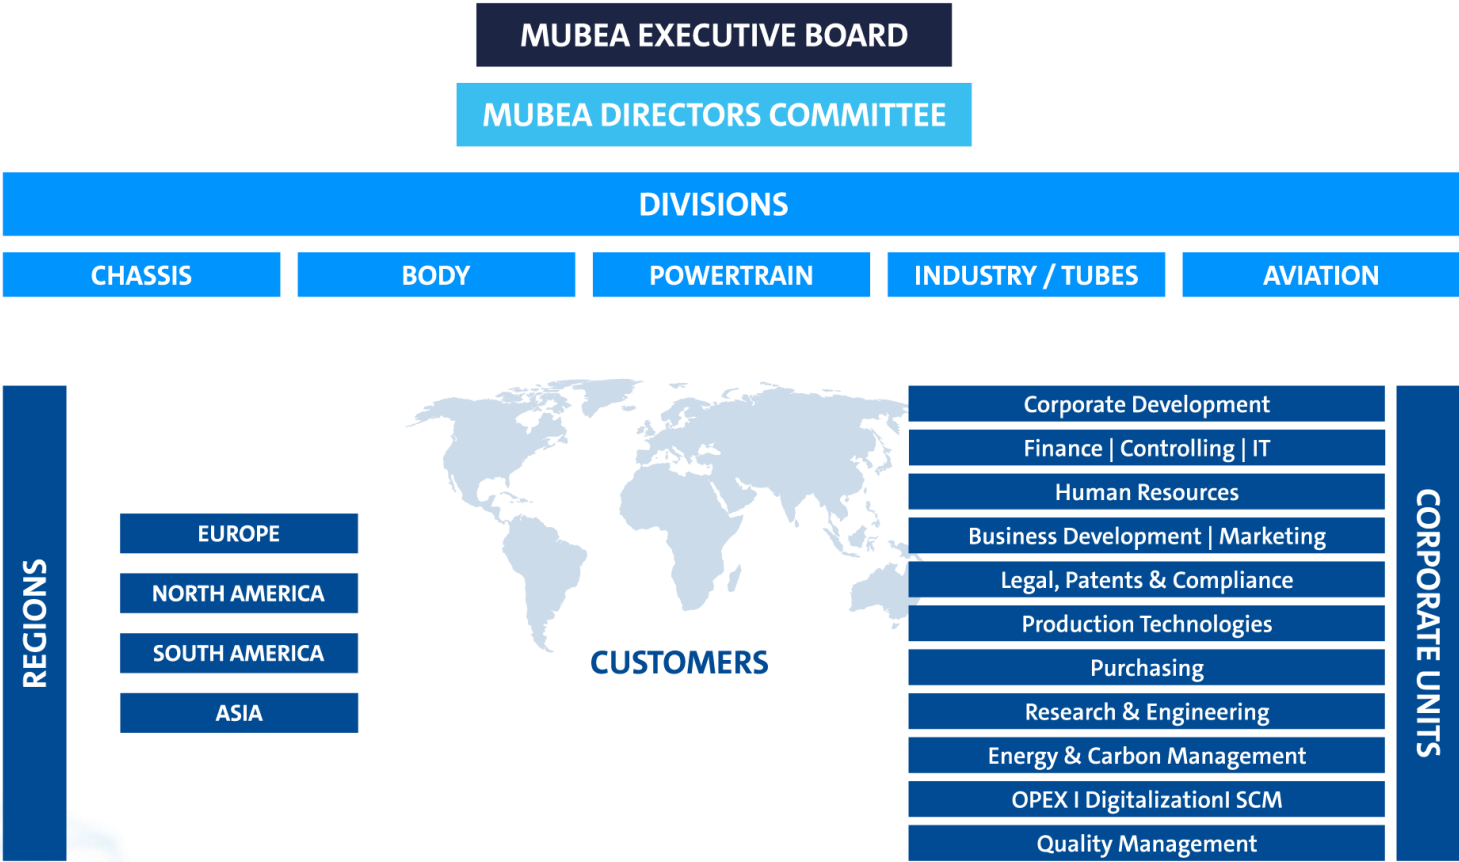 MUBEA EXECUTIVE BOARD
MUBEA DIRECTORS COMMITTEE
DIVISIONS
CHASSIS
BODY
POWERTRAIN
INDUSTRY / TUBES
AVIATION
REGIONS
EUROPE
NORTH AMERICA
SOUTH AMERICA
ASIA
CUSTOMERS
Corporate Development
Finance | Controlling | IT
Human Resources
Business Development | Marketing
Legal, Patents & Compliance
Production Technologies
Purchasing
Research & Engineering
Energy & Carbon Management
OPEX I DigitalizationI SCM
Quality Management
CORPORATE UNITS